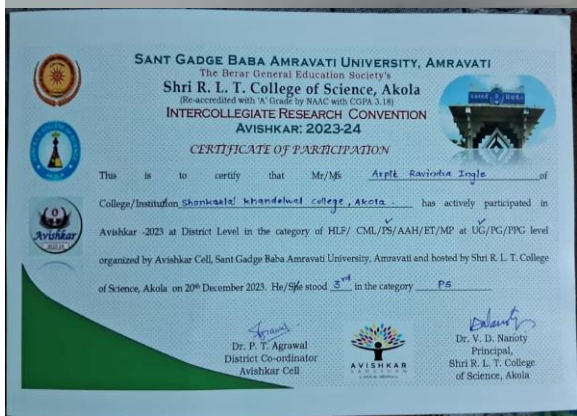 SANT GADGE BABA AMRAVATI UNIVERSITY, AMRAVATI
The Berar General Education Society's
Shri R. L. T. College of Science, Akola
(Re-accredited with 'A' Grade by NAAC with CGPA 3.18)
INTERCOLLEGIATE RESEARCH CONVENTION
AVISHKAR: 2023-24
CERTIFICATE OF PARTICIPATION
This is to certify that Mr/Ms Arpit Ravindra Ingle of
College/Institution Shankarlal khandelwal college, Akola. has actively participated in
Avishkar -2023 at District Level in the category of HLF/ CML/PS/AAH/ET/MP at UG/PG/PPG level
organized by Avishkar Cell, Sant Gadge Baba Amravati University, Amravati and hosted by Shri R. L. T. College
of Science, Akola on 20th December 2023. He/She stood 3rd in the category PS
Dr. P. T. Agrawal
District Co-ordinator
Avishkar Cell
AVISHKAR
Dr. V. D. Nanoty
Principal,
Shri R. L. T. College
of Science, Akola
Avishkar